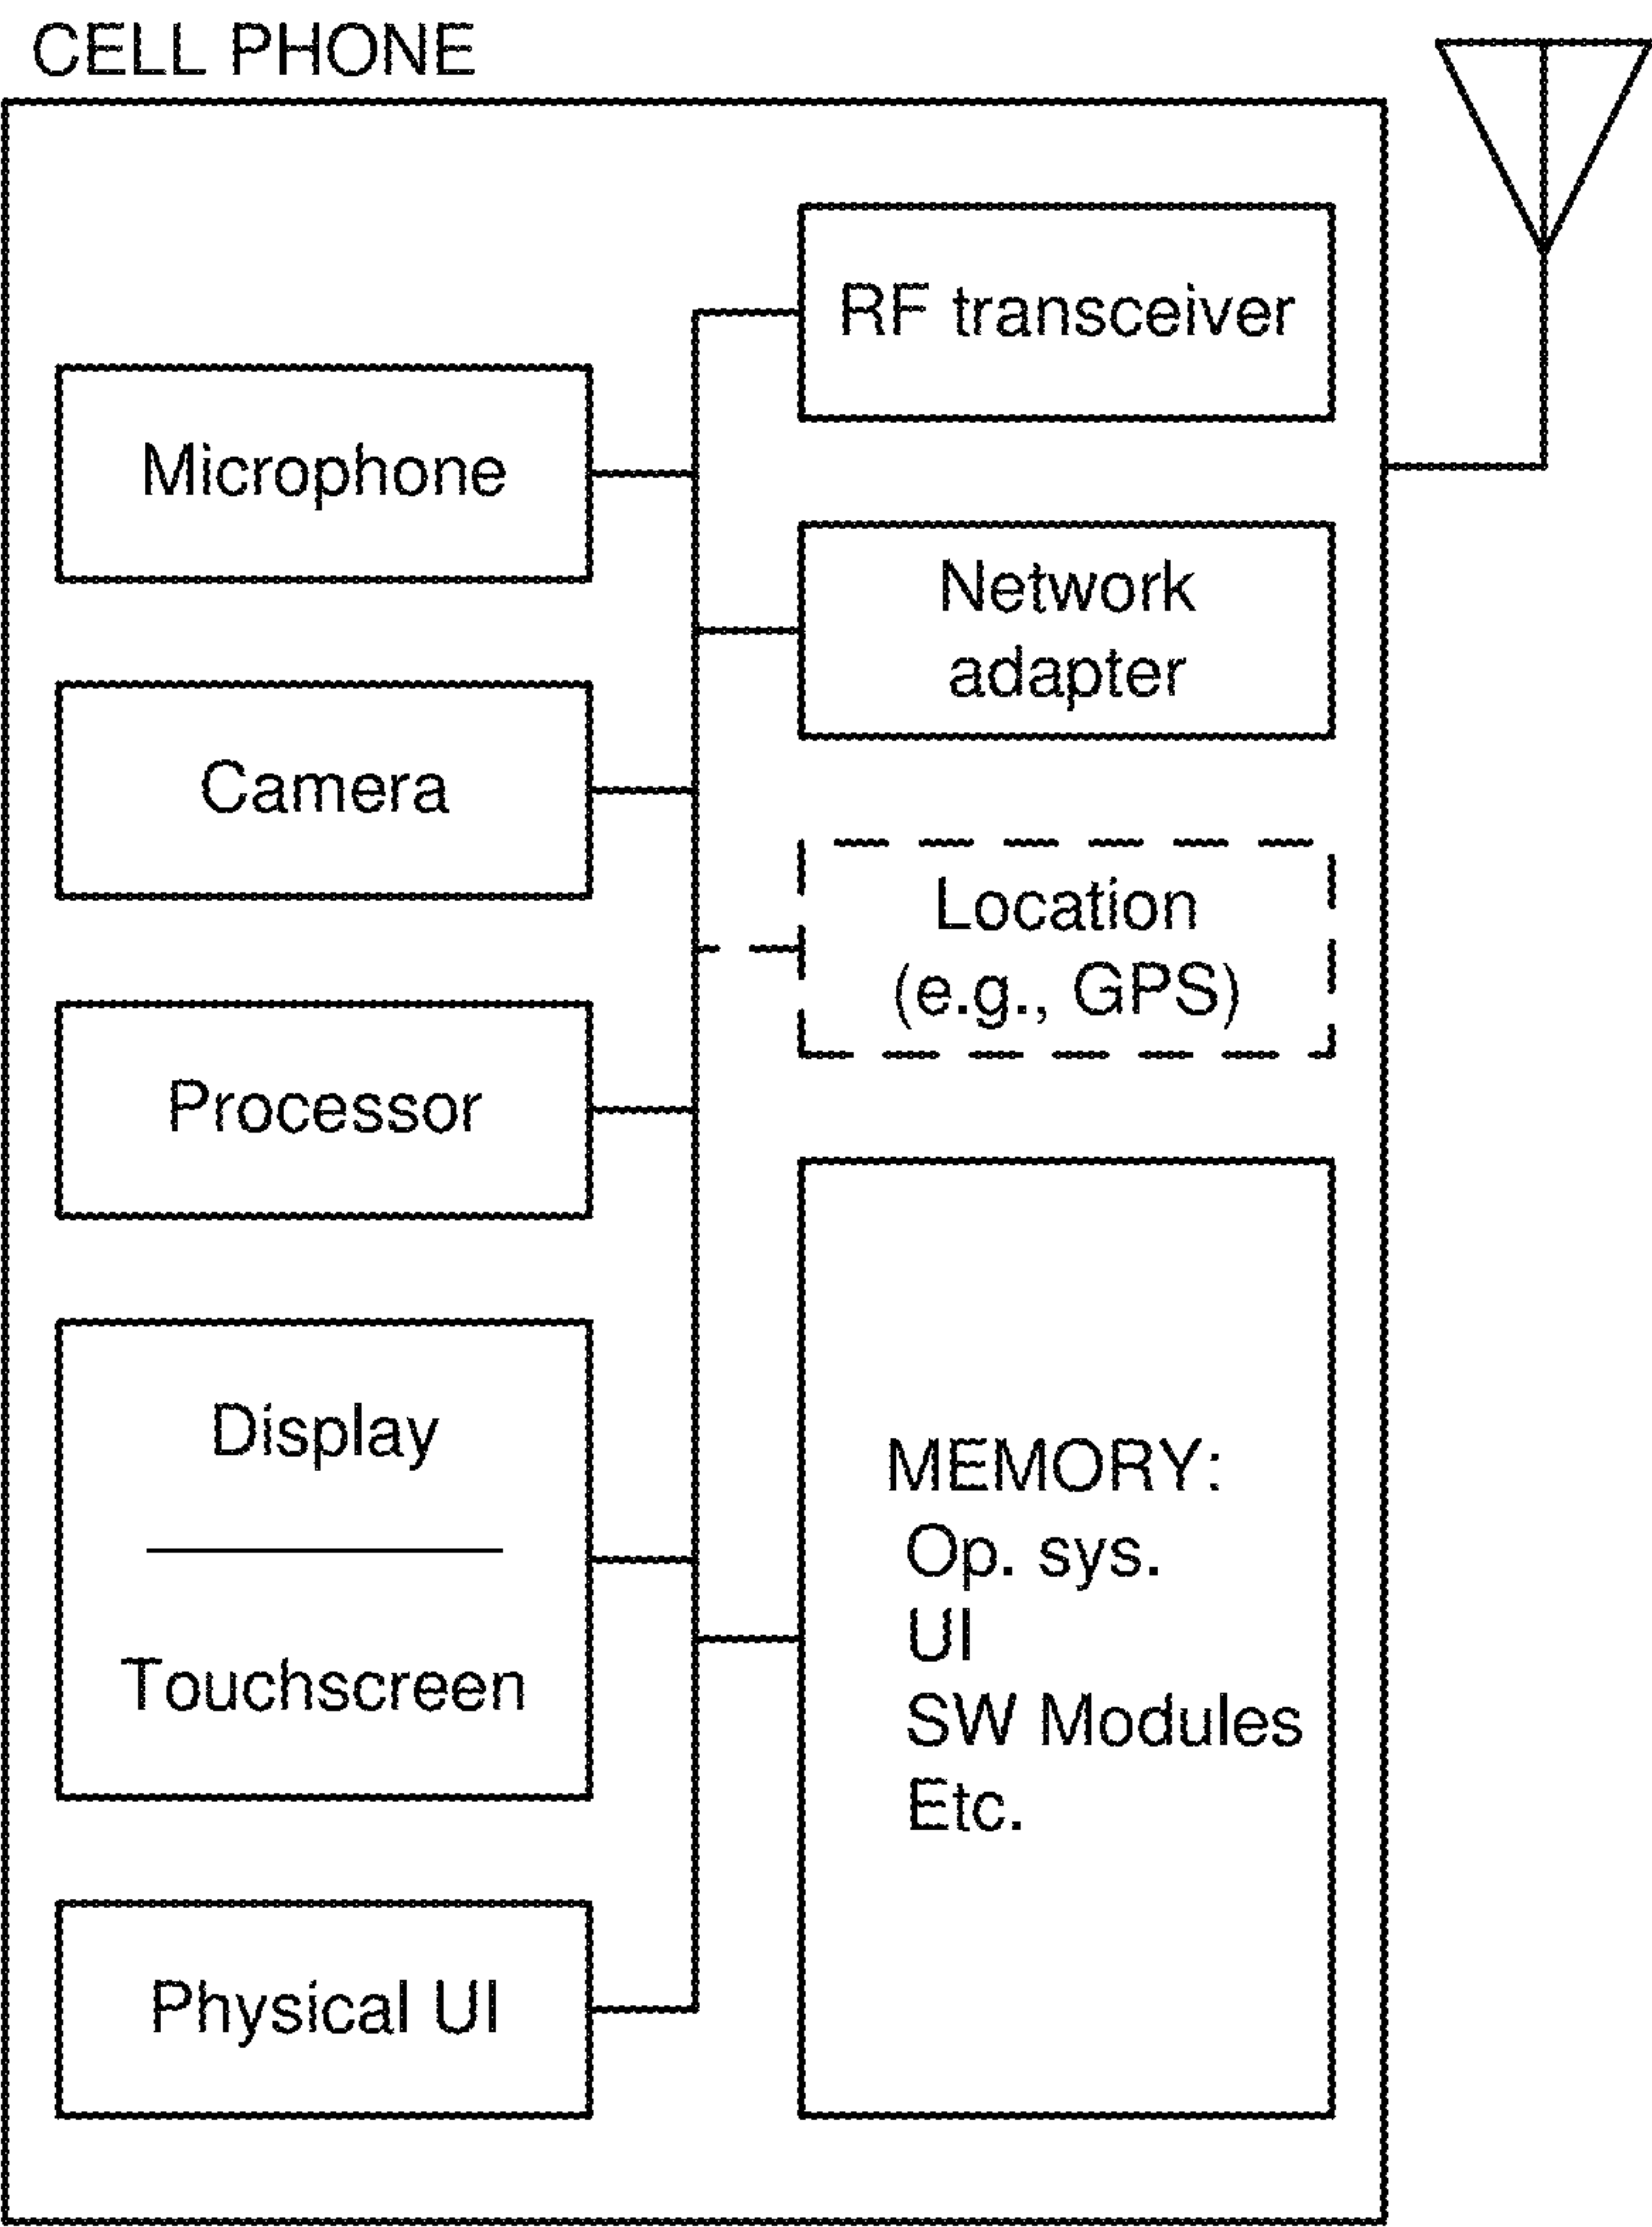 CELL PHONE
RF transceiver
Microphone
Network
adapter
Camera
Location
(e.g., GPS)
Processor
Display
Touchscreen
MEMORY:
Op. sys.
UI
SW Modules
Etc.
Physical UI